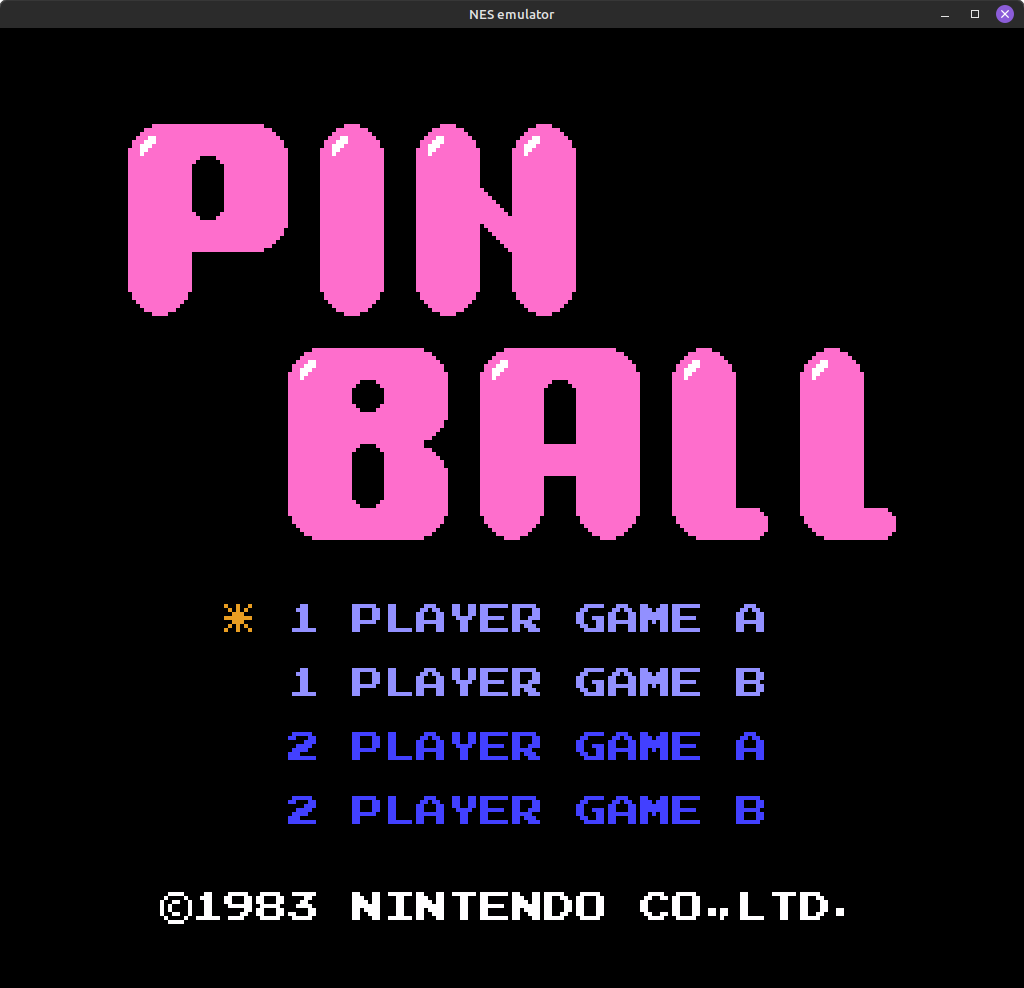 NES emulator
PIN
BALL
* 1 PLAYER GAME A
1 PLAYER GAME B
2 PLAYER GAME A
2 PLAYER GAME B
©1983 NINTENDO CO.,LTD.